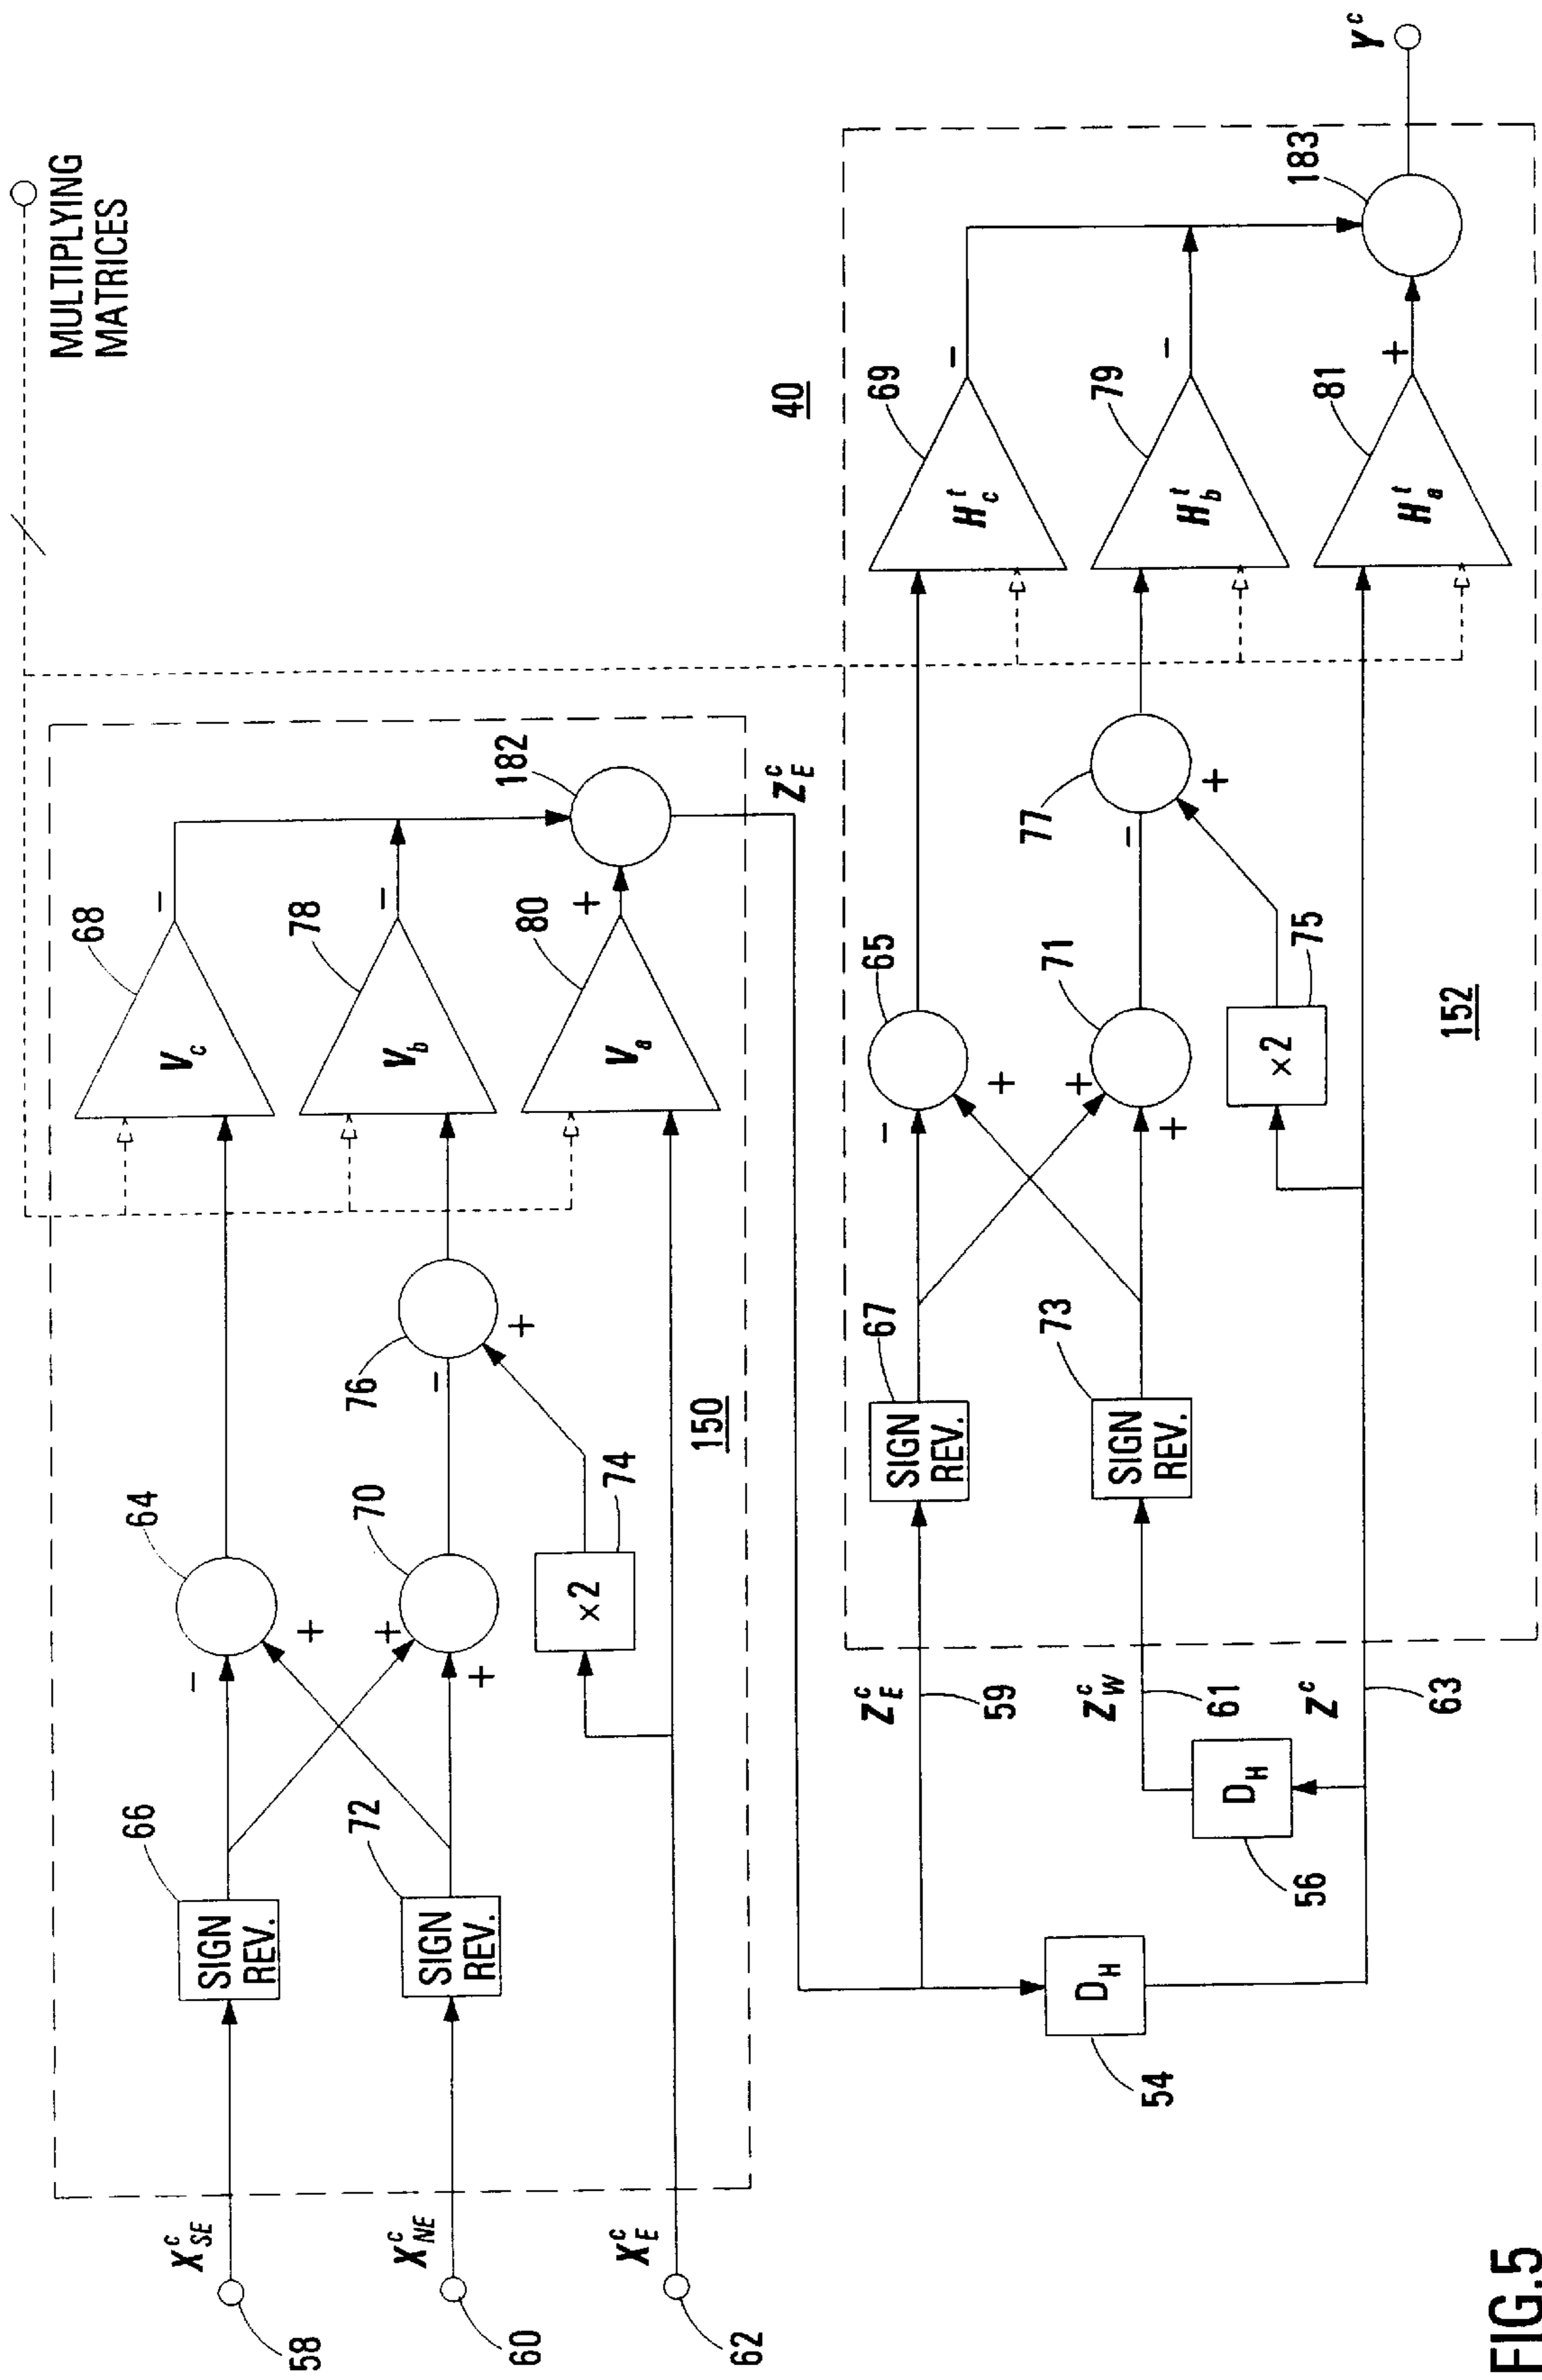 MULTIPLYING
MATRICES
58
X^c_SE
66
SIGN
REV.
64
-
+
68
V_c
-
60
X^c_NE
72
SIGN
REV.
70
+
+
76
-
+
78
V_b
-
62
X^c_E
74
×2
80
V_a
+
182
Z^c_E
150
40
54
D_H
56
D_H
Z^c_E
59
Z^c_W
61
Z^c
63
67
SIGN
REV.
65
-
+
69
H^t_c
-
73
SIGN
REV.
71
+
+
77
-
+
79
H^t_b
-
75
×2
81
H^t_a
+
183
Y^c
152
FIG.5